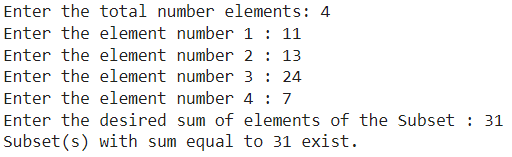 Enter the total number elements: 4
Enter the element number 1 : 11
Enter the element number 2 : 13
Enter the element number 3 : 24
Enter the element number 4 : 7
Enter the desired sum of elements of the Subset : 31
Subset(s) with sum equal to 31 exist.